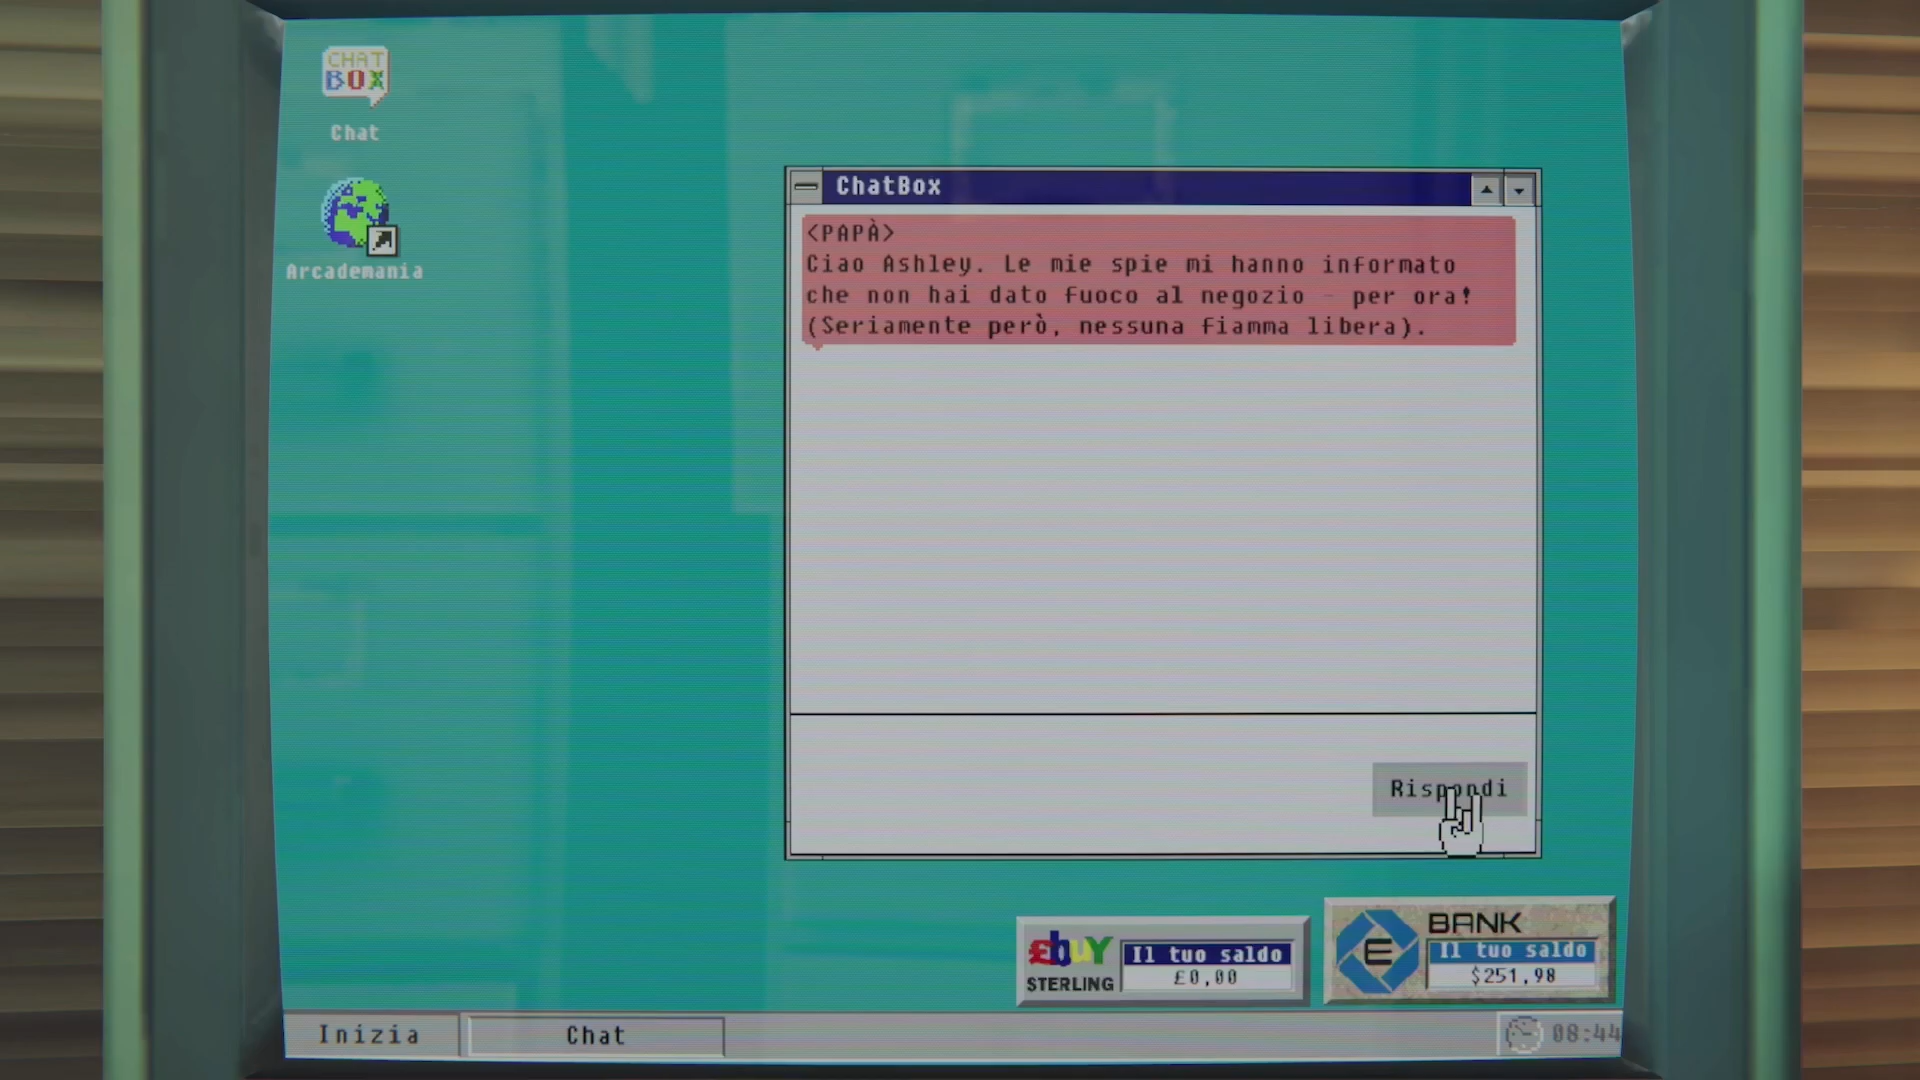 CHAT
BOX
Chat
Arcademania
ChatBox
<PAPÀ>
Ciao Ashley. Le mie spie mi hanno informato
che non hai dato fuoco al negozio - per ora!
(Seriamente però, nessuna fiamma libera).
Rispondi
£buY
STERLING
Il tuo saldo
£0,00
E
BANK
Il tuo saldo
$251,98
Inizia
Chat
08:44